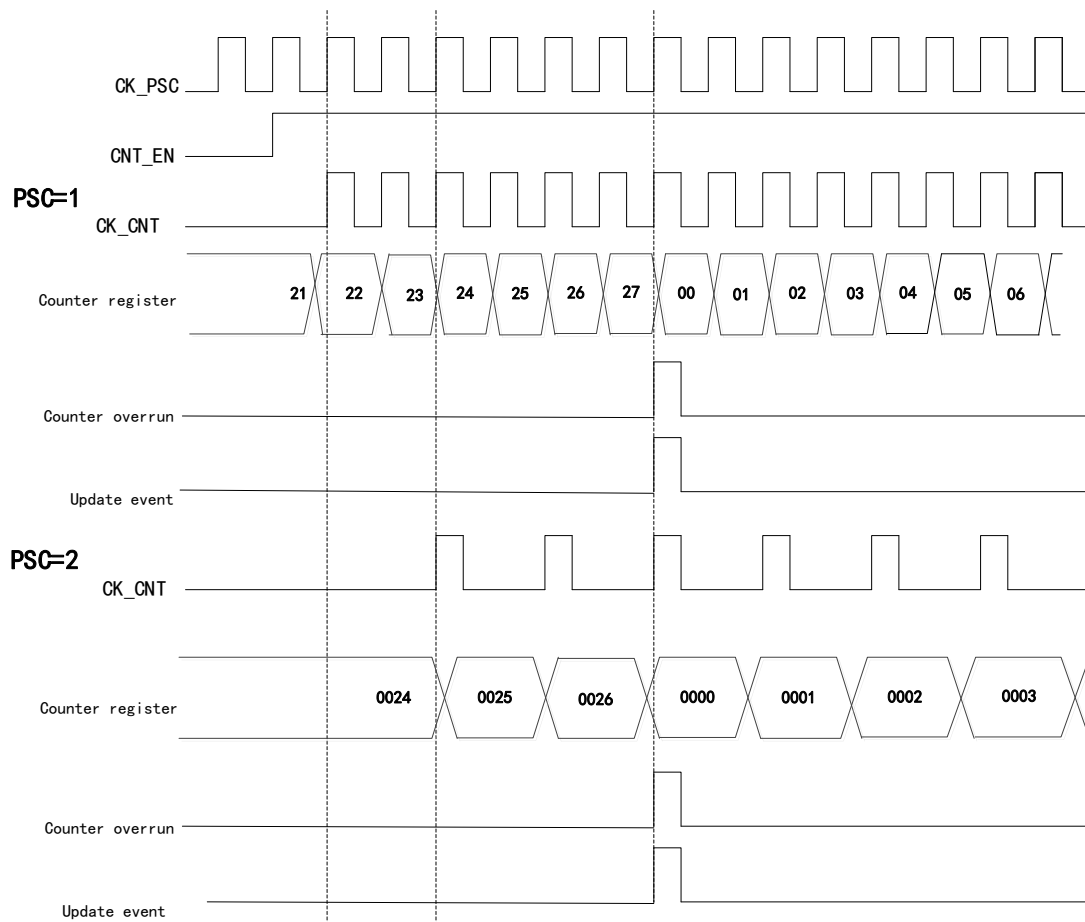 CK_PSC
CNT_EN
PSC=1
CK_CNT
Counter register 21 22 23 24 25 26 27 00 01 02 03 04 05 06
Counter overrun
Update event
PSC=2
CK_CNT
Counter register 0024 0025 0026 0000 0001 0002 0003
Counter overrun
Update event